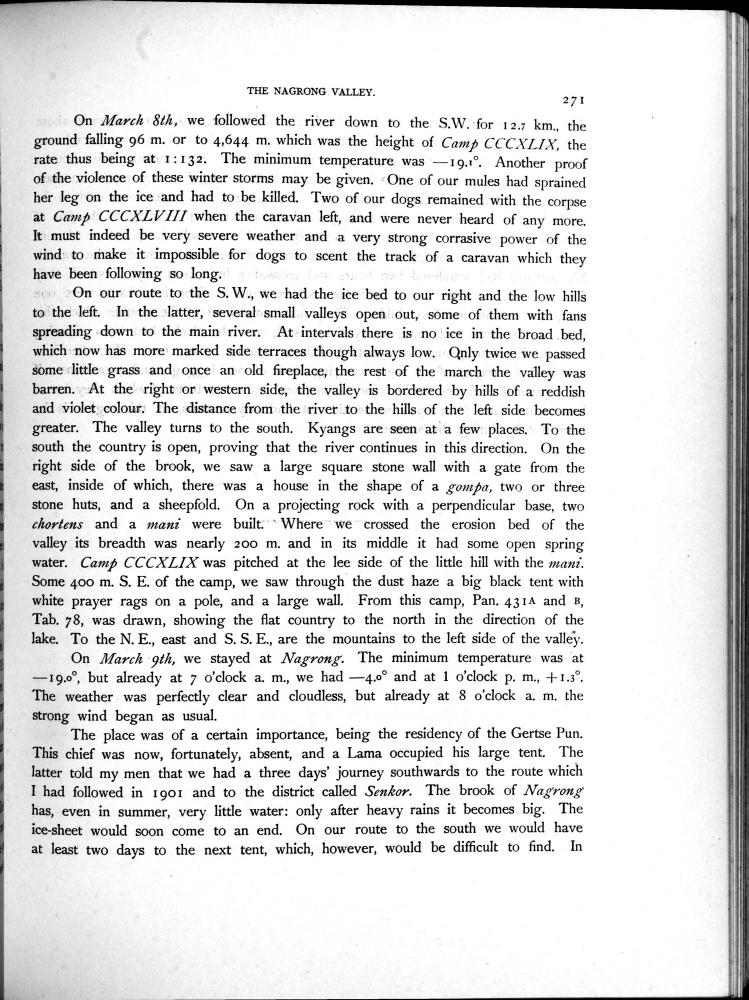 THE NAGRONG VALLEY.
271
On March 8th, we followed the river down to the S.W. for 12.7 km., the
ground falling 96 m. or to 4,644 m. which was the height of Camp CCCXLIX, the
rate thus being at 1:132. The minimum temperature was —19.1°. Another proof
of the violence of these winter storms may be given. One of our mules had sprained
her leg on the ice and had to be killed. Two of our dogs remained with the corpse
at Camp CCCXLVIII when the caravan left, and were never heard of any more.
It must indeed be very severe weather and a very strong corrasive power of the
wind to make it impossible for dogs to scent the track of a caravan which they
have been following so long.
On our route to the S.W., we had the ice bed to our right and the low hills
to the left. In the latter, several small valleys open out, some of them with fans
spreading down to the main river. At intervals there is no ice in the broad bed,
which now has more marked side terraces though always low. Only twice we passed
some little grass and once an old fireplace, the rest of the march the valley was
barren. At the right or western side, the valley is bordered by hills of a reddish
and violet colour. The distance from the river to the hills of the left side becomes
greater. The valley turns to the south. Kyangs are seen at a few places. To the
south the country is open, proving that the river continues in this direction. On the
right side of the brook, we saw a large square stone wall with a gate from the
east, inside of which, there was a house in the shape of a gompa, two or three
stone huts, and a sheepfold. On a projecting rock with a perpendicular base, two
chortens and a mani were built. Where we crossed the erosion bed of the
valley its breadth was nearly 200 m. and in its middle it had some open spring
water. Camp CCCXLIX was pitched at the lee side of the little hill with the mani.
Some 400 m. S. E. of the camp, we saw through the dust haze a big black tent with
white prayer rags on a pole, and a large wall. From this camp, Pan. 431A and B,
Tab. 78, was drawn, showing the flat country to the north in the direction of the
lake. To the N. E., east and S. S. E., are the mountains to the left side of the valley.
On March 9th, we stayed at Nagrong. The minimum temperature was at
—19.0°, but already at 7 o'clock a. m., we had —4.0° and at 1 o'clock p. m., +1.3°.
The weather was perfectly clear and cloudless, but already at 8 o'clock a. m. the
strong wind began as usual.
The place was of a certain importance, being the residency of the Gertse Pun.
This chief was now, fortunately, absent, and a Lama occupied his large tent. The
latter told my men that we had a three days' journey southwards to the route which
I had followed in 1901 and to the district called Senkor. The brook of Nagrong
has, even in summer, very little water: only after heavy rains it becomes big. The
ice-sheet would soon come to an end. On our route to the south we would have
at least two days to the next tent, which, however, would be difficult to find. In